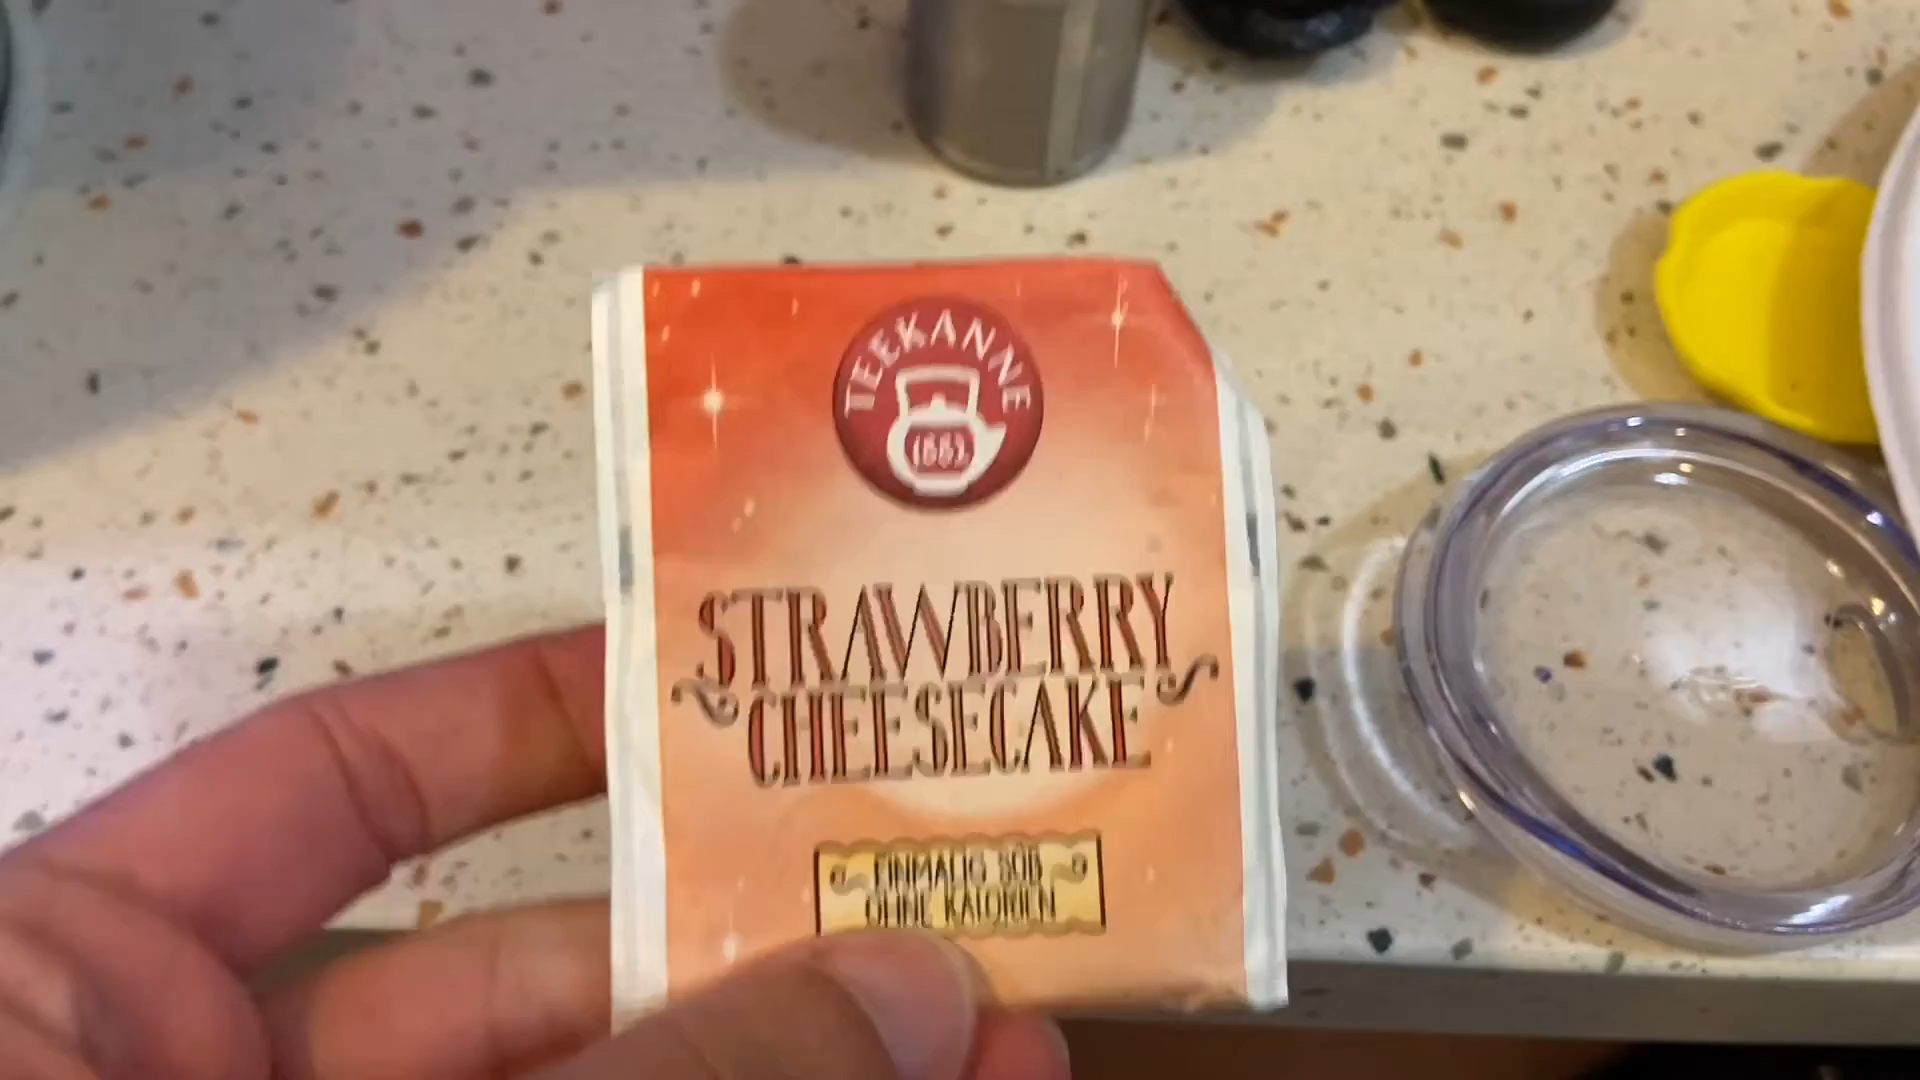 TEEKANNE
1882
STRAWBERRY
CHEESECAKE
EINMALIG SÜß
OHNE KALORIEN